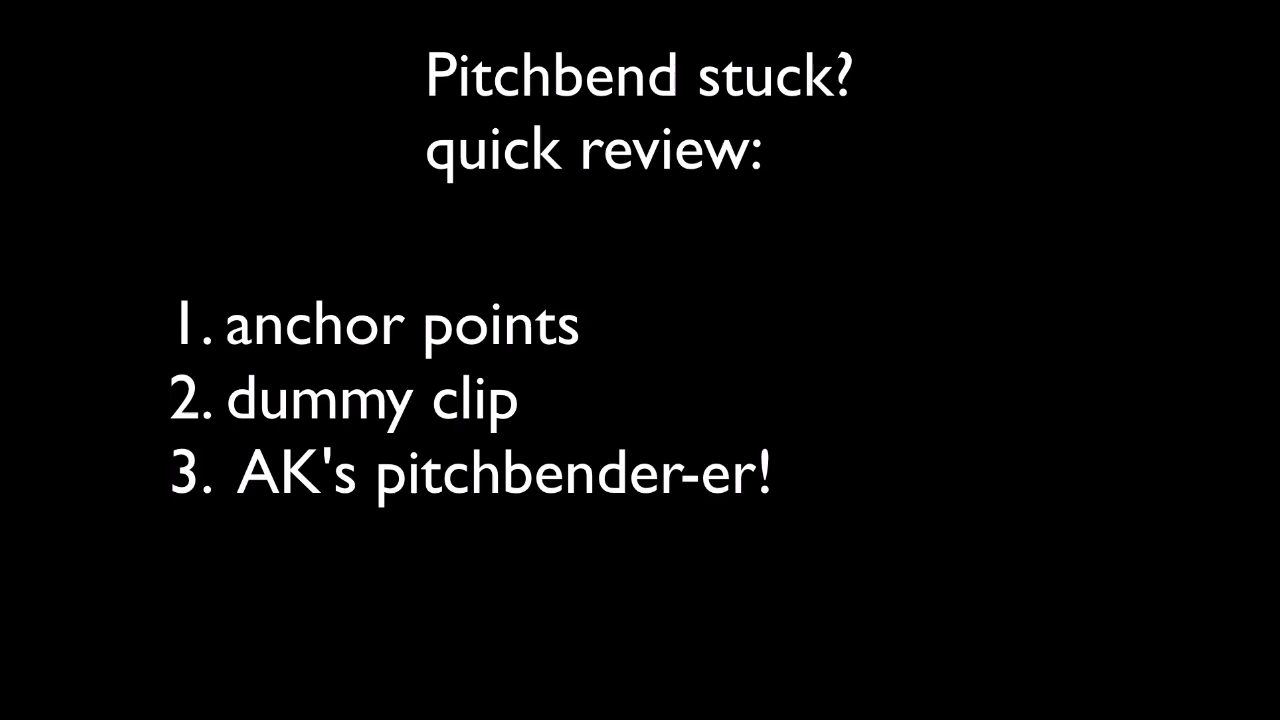 Pitchbend stuck?
quick review:
1. anchor points
2. dummy clip
3. AK's pitchbender-er!